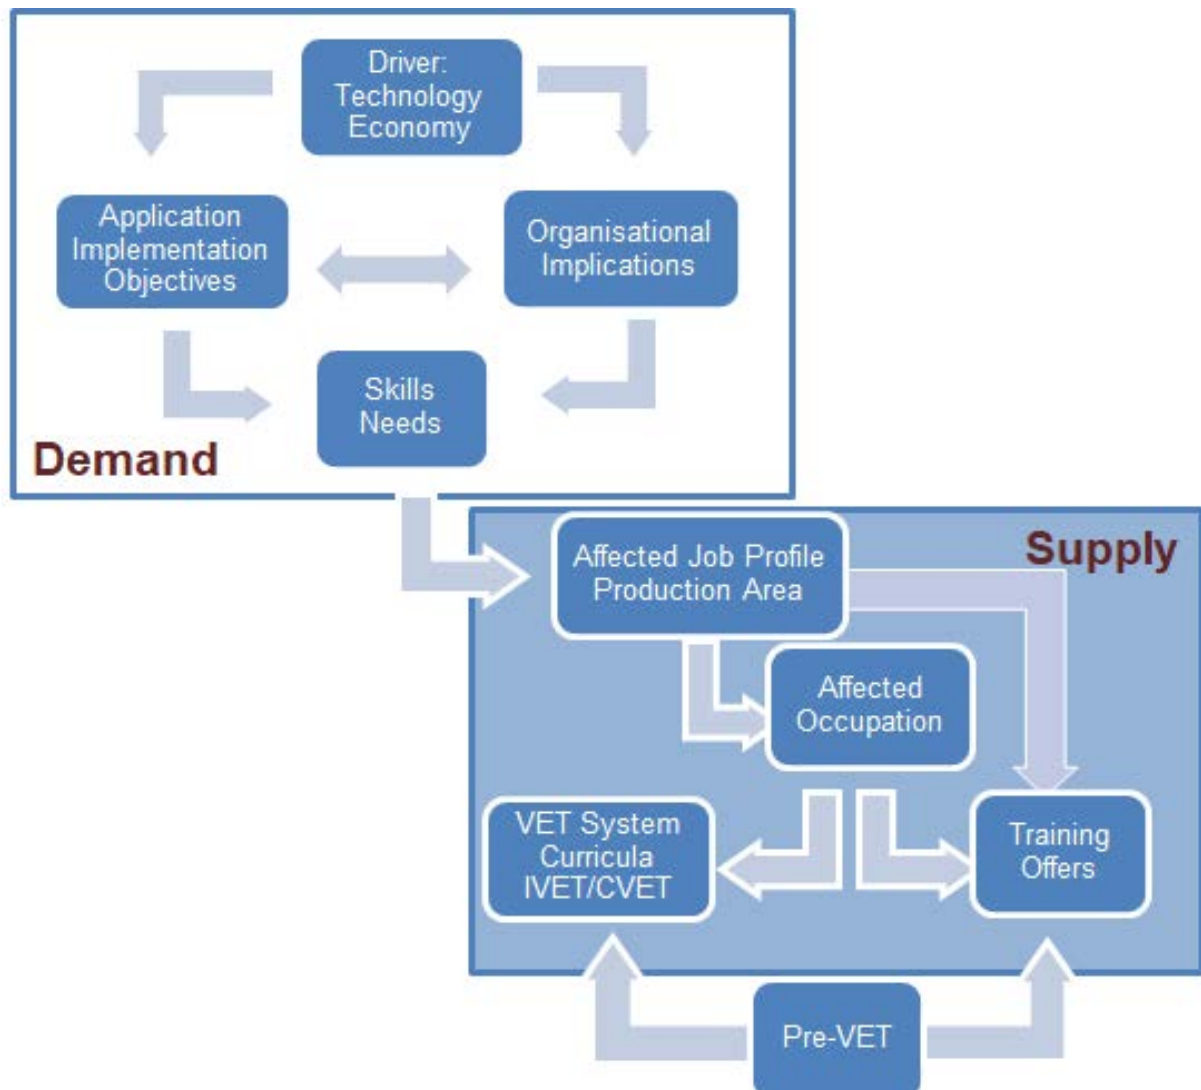 Driver:
Technology
Economy
Application
Implementation
Objectives
Organisational
Implications
Skills
Needs
Demand
Supply
Affected Job Profile
Production Area
Affected
Occupation
VET System
Curricula
IVET/CVET
Training
Offers
Pre-VET